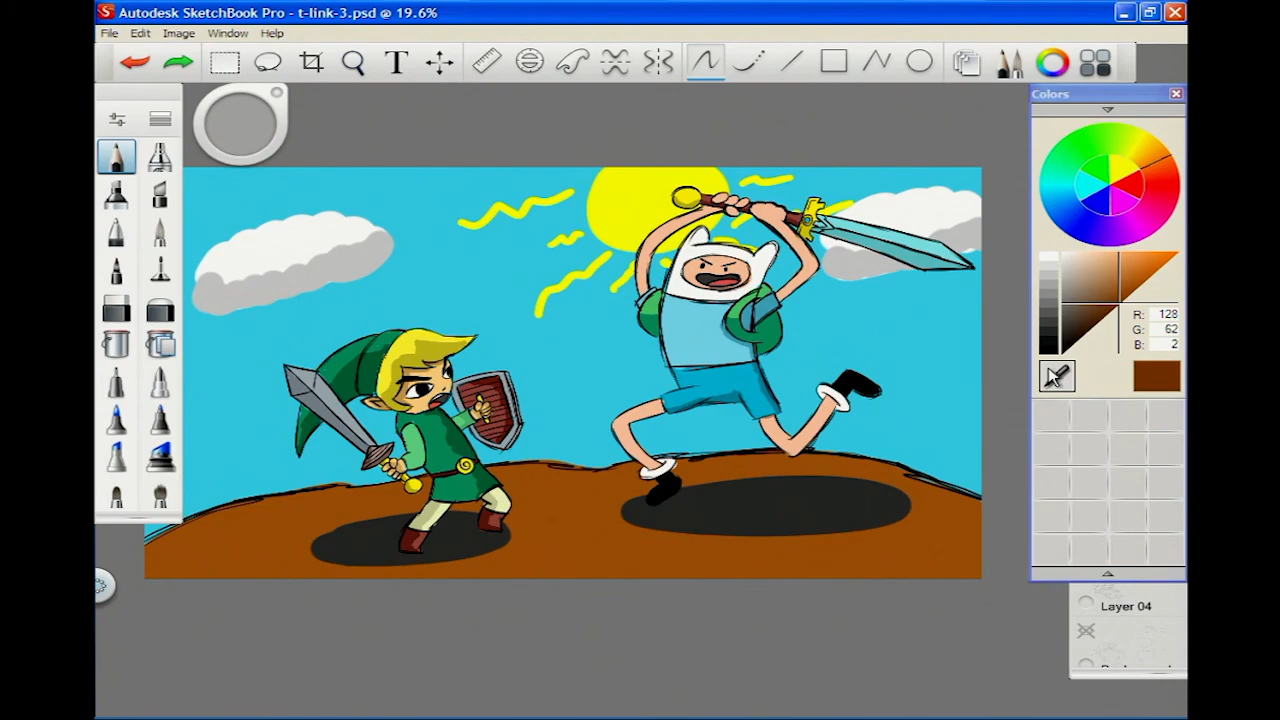 Autodesk SketchBook Pro - t-link-3.psd @ 19.6%
File Edit Image Window Help
T
Colors
R: 128
G: 62
B: 2
Layer 04